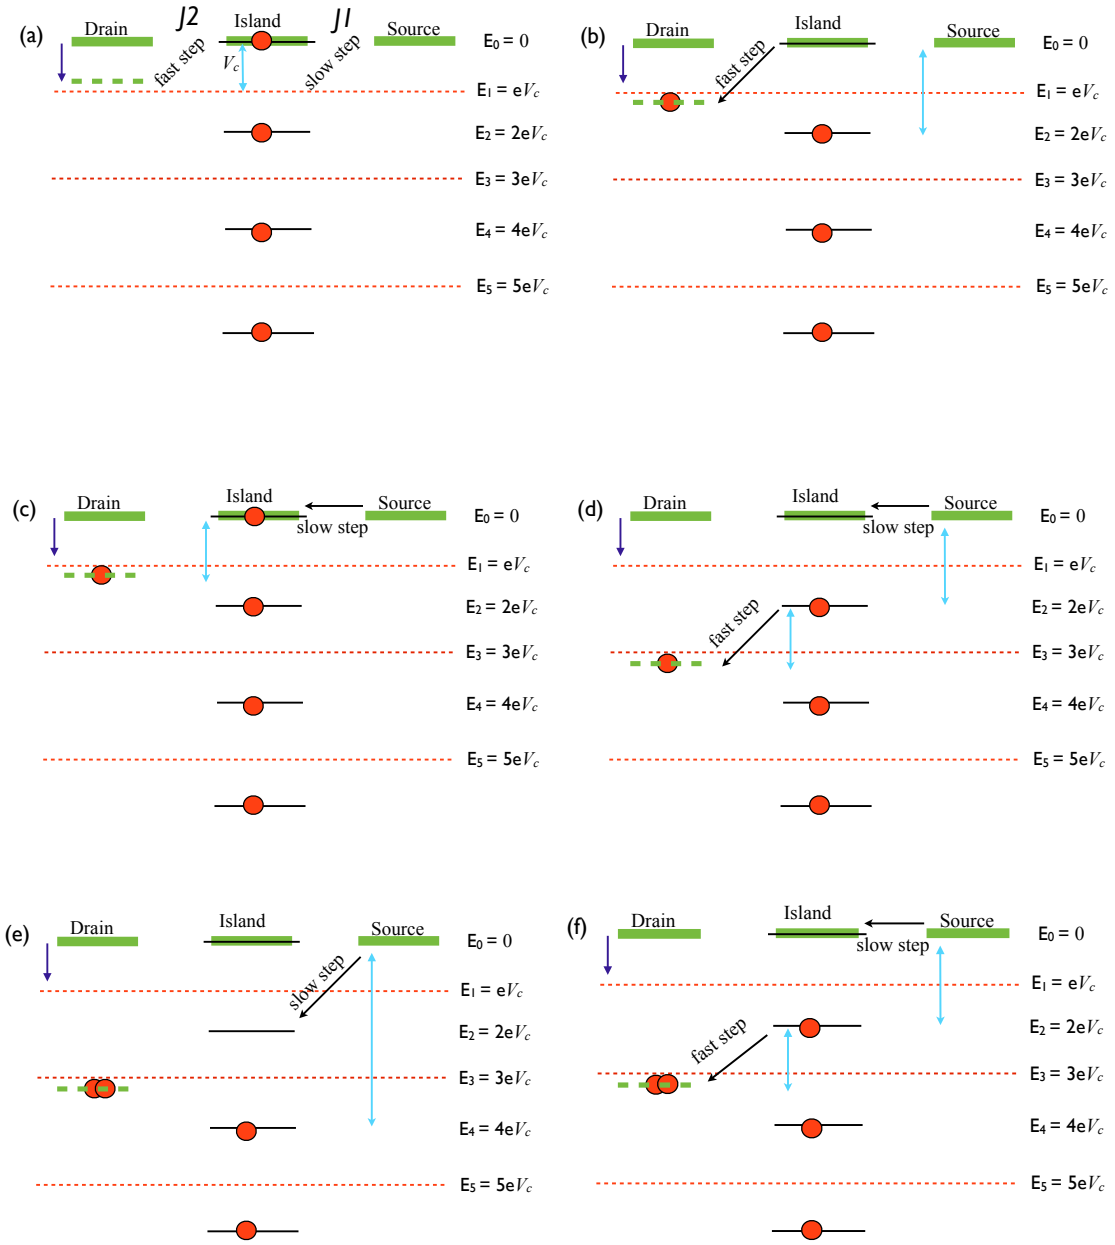 (a)
Drain
J2
Island
J1
Source
E0 = 0
fast step
Vc
slow step
E1 = eVc
E2 = 2eVc
E3 = 3eVc
E4 = 4eVc
E5 = 5eVc
(b)
Drain
Island
Source
E0 = 0
fast step
E1 = eVc
E2 = 2eVc
E3 = 3eVc
E4 = 4eVc
E5 = 5eVc
(c)
Drain
Island
Source
E0 = 0
slow step
E1 = eVc
E2 = 2eVc
E3 = 3eVc
E4 = 4eVc
E5 = 5eVc
(d)
Drain
Island
Source
E0 = 0
slow step
E1 = eVc
E2 = 2eVc
fast step
E3 = 3eVc
E4 = 4eVc
E5 = 5eVc
(e)
Drain
Island
Source
E0 = 0
slow step
E1 = eVc
E2 = 2eVc
E3 = 3eVc
E4 = 4eVc
E5 = 5eVc
(f)
Drain
Island
Source
E0 = 0
slow step
E1 = eVc
E2 = 2eVc
fast step
E3 = 3eVc
E4 = 4eVc
E5 = 5eVc